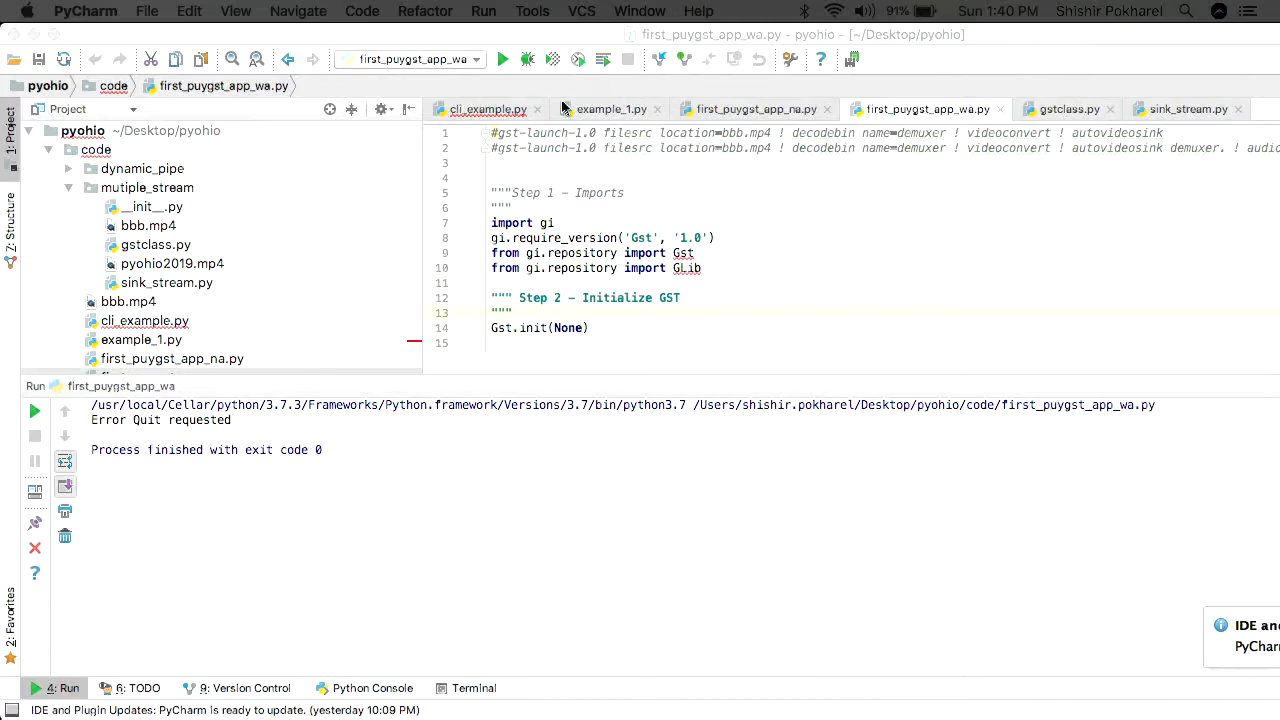 PyCharm File Edit View Navigate Code Refactor Run Tools VCS Window Help 91% Sun 1:40 PM Shishir Pokharel
first_puygst_app_wa.py - pyohio - [~/Desktop/pyohio]
first_puygst_app_wa
pyohio code first_puygst_app_wa.py
Project
cli_example.py example_1.py first_puygst_app_na.py first_puygst_app_wa.py gstclass.py sink_stream.py
1: Project
7: Structure
2: Favorites
pyohio ~/Desktop/pyohio
code
dynamic_pipe
mutiple_stream
__init__.py
bbb.mp4
gstclass.py
pyohio2019.mp4
sink_stream.py
bbb.mp4
cli_example.py
example_1.py
first_puygst_app_na.py
1 #gst-launch-1.0 filesrc location=bbb.mp4 ! decodebin name=demuxer ! videoconvert ! autovideosink
2 #gst-launch-1.0 filesrc location=bbb.mp4 ! decodebin name=demuxer ! videoconvert ! autovideosink demuxer. ! audio
3
4
5 """Step 1 - Imports
6 """
7 import gi
8 gi.require_version('Gst', '1.0')
9 from gi.repository import Gst
10 from gi.repository import GLib
11
12 """ Step 2 - Initialize GST
13 """
14 Gst.init(None)
15
Run first_puygst_app_wa
/usr/local/Cellar/python/3.7.3/Frameworks/Python.framework/Versions/3.7/bin/python3.7 /Users/shishir.pokharel/Desktop/pyohio/code/first_puygst_app_wa.py
Error Quit requested
Process finished with exit code 0
IDE and
PyCharm
4: Run 6: TODO 9: Version Control Python Console Terminal
IDE and Plugin Updates: PyCharm is ready to update. (yesterday 10:09 PM)